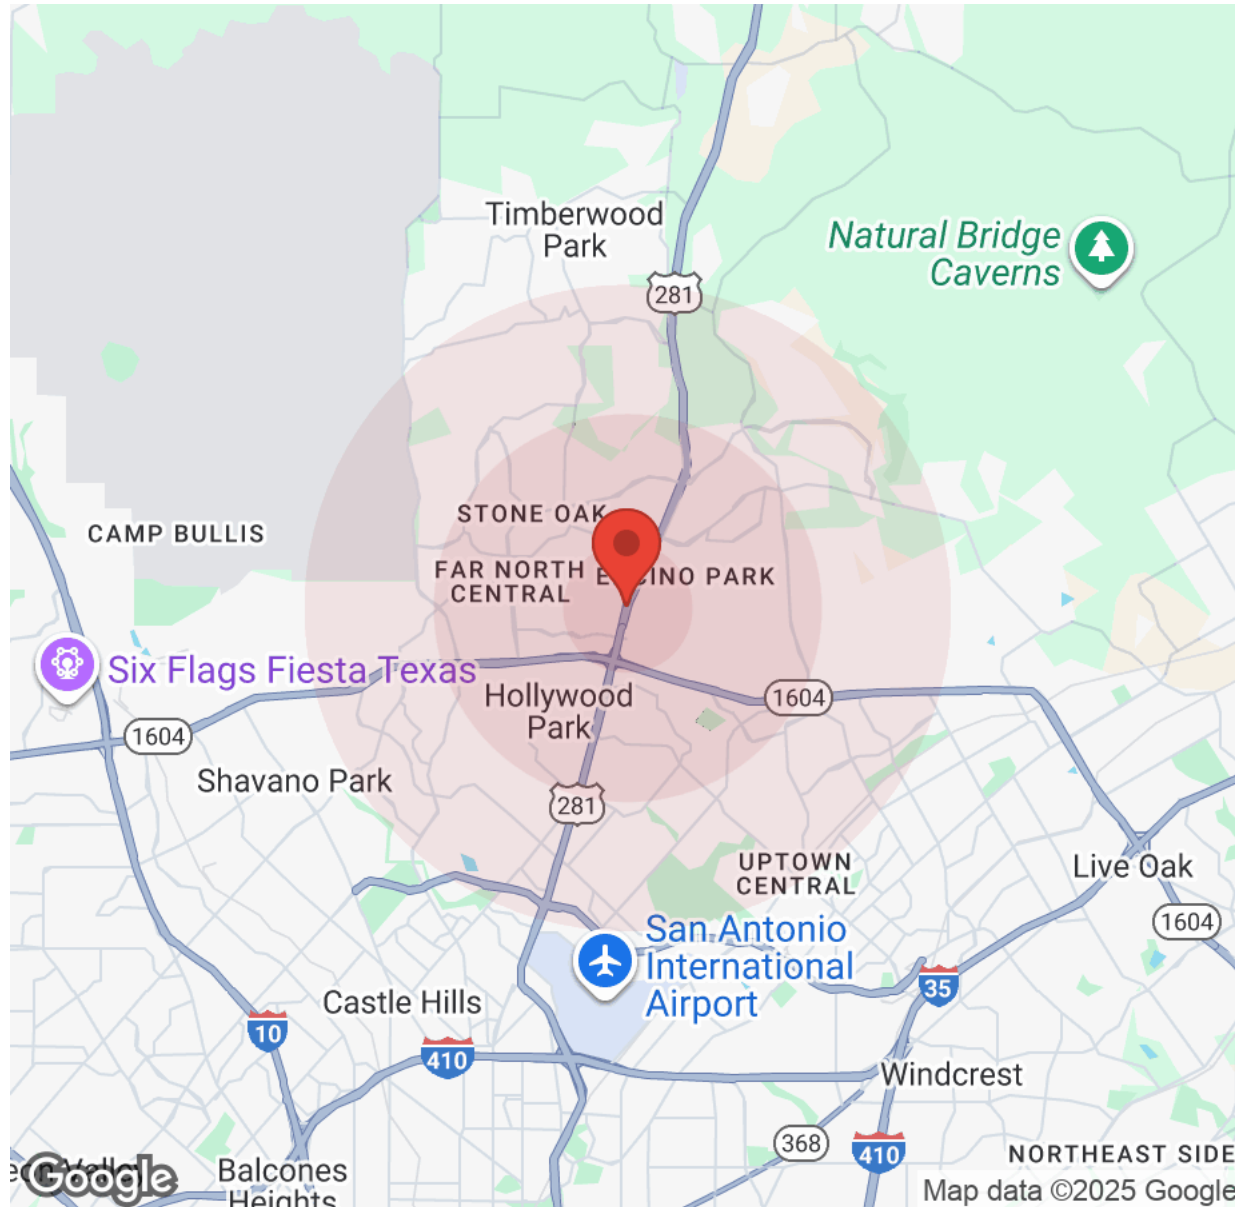 Timberwood
Park
Natural Bridge
Caverns
281
STONE OAK
CAMP BULLIS
FAR NORTH
CENTRAL
PARK
Six Flags Fiesta Texas
Hollywood
Park
1604
1604
Shavano Park
281
UPTOWN
CENTRAL
Live Oak
1604
San Antonio
International
Airport
35
Castle Hills
10
410
Windcrest
368
410
NORTHEAST SIDE
Google
Balcones
Heights
Map data ©2025 Google